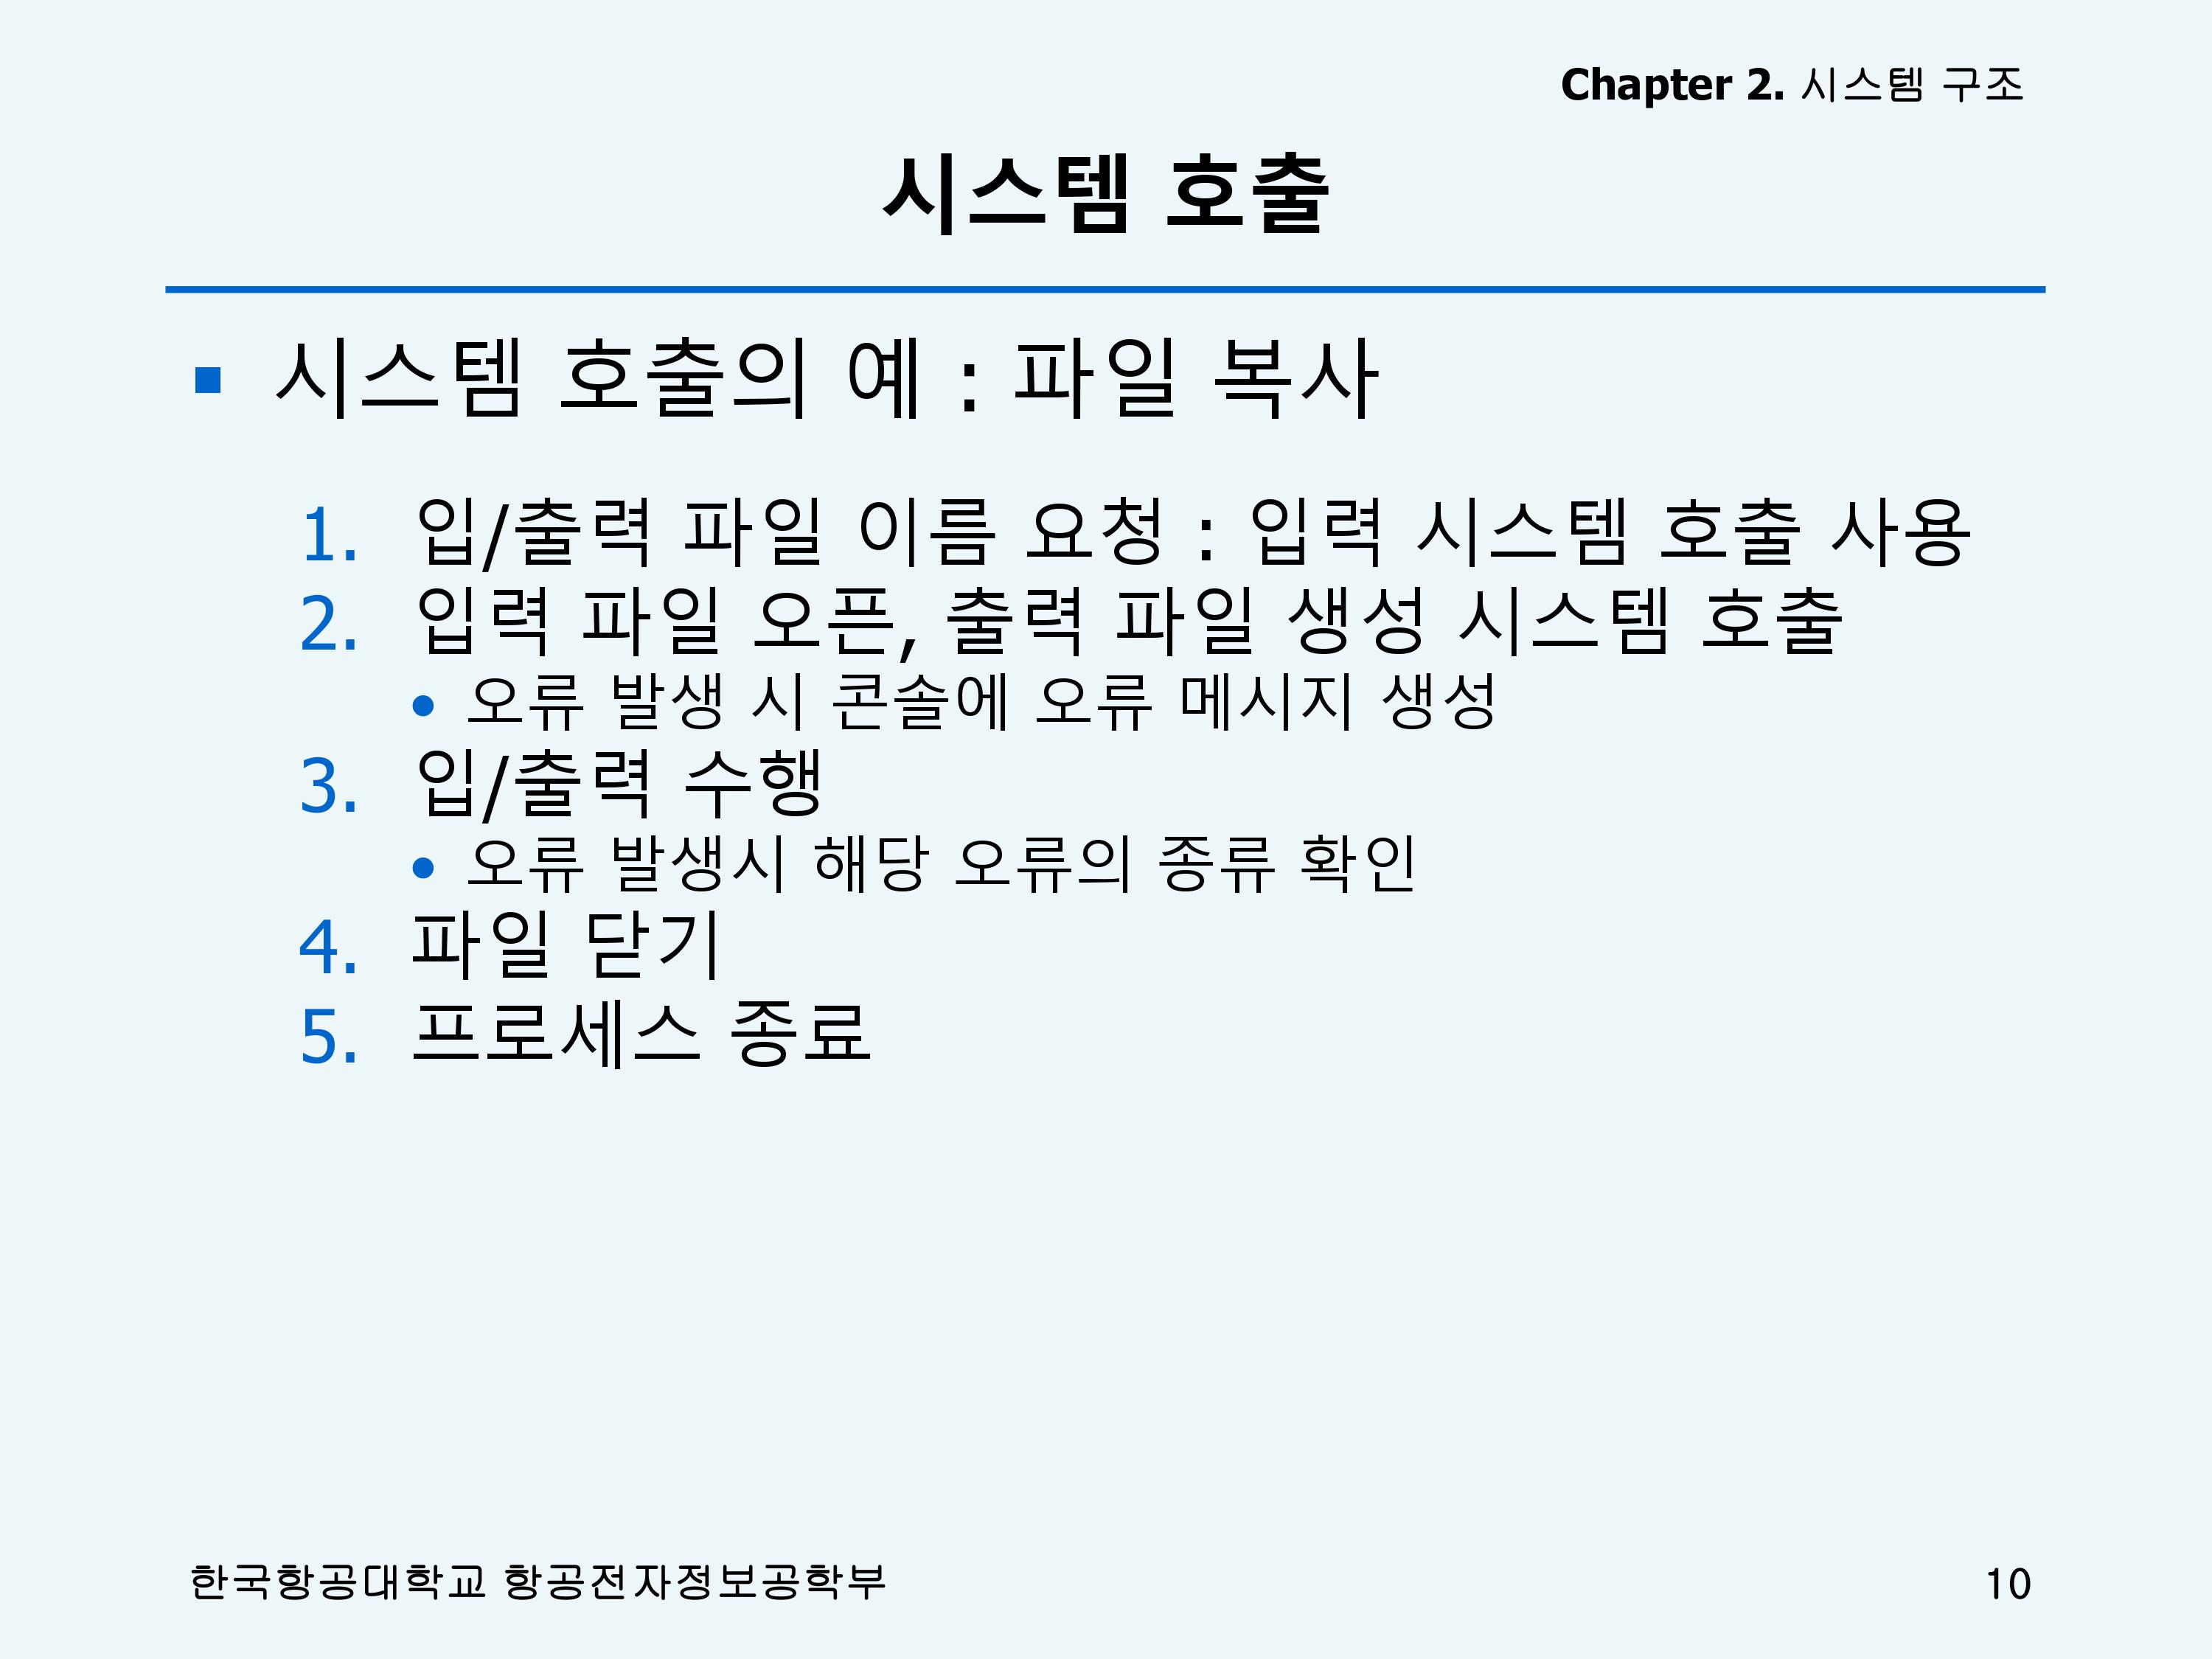 Chapter 2. 시스템 구조
시스템 호출
▪ 시스템 호출의 예 : 파일 복사
1. 입/출력 파일 이름 요청 : 입력 시스템 호출 사용
2. 입력 파일 오픈, 출력 파일 생성 시스템 호출
• 오류 발생 시 콘솔에 오류 메시지 생성
3. 입/출력 수행
• 오류 발생시 해당 오류의 종류 확인
4. 파일 닫기
5. 프로세스 종료
한국항공대학교 항공전자정보공학부
10